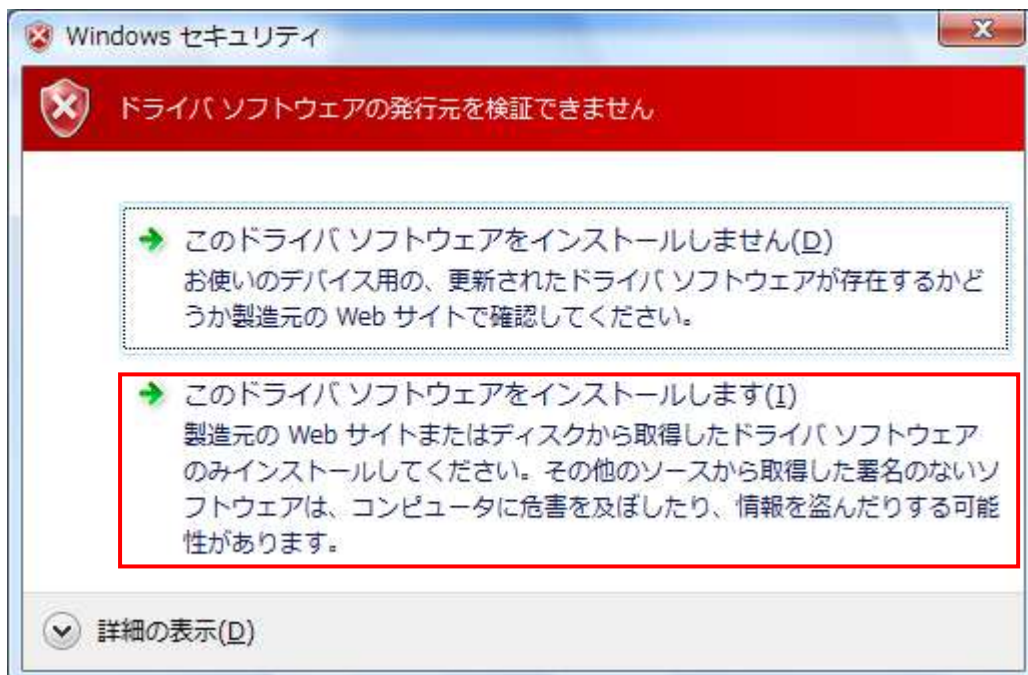 Windows セキュリティ
ドライバ ソフトウェアの発行元を検証できません
このドライバ ソフトウェアをインストールしません(D)
お使いのデバイス用の、更新されたドライバ ソフトウェアが存在するかど
うか製造元の Web サイトで確認してください。
このドライバ ソフトウェアをインストールします(I)
製造元の Web サイトまたはディスクから取得したドライバ ソフトウェア
のみインストールしてください。その他のソースから取得した署名のないソ
フトウェアは、コンピュータに危害を及ぼしたり、情報を盗んだりする可能
性があります。
詳細の表示(D)